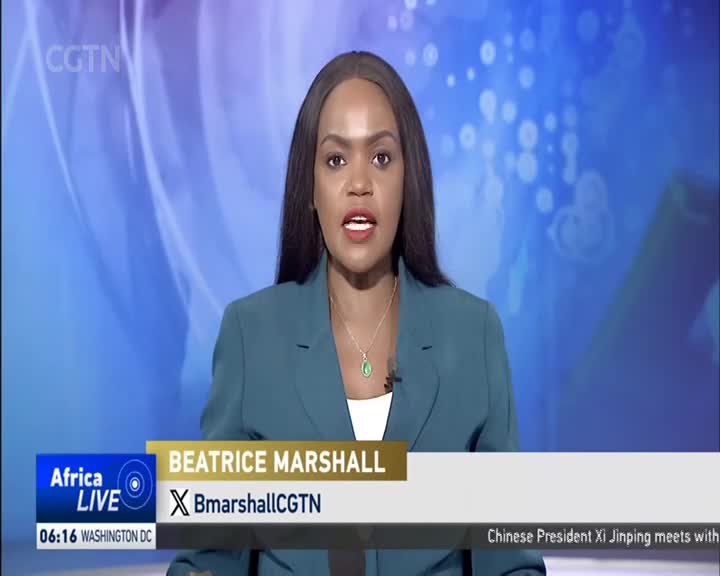 CGTN
BEATRICE MARSHALL
Africa
LIVE
X BmarshallCGTN
06:16 WASHINGTON DC
Chinese President Xi Jinping meets with